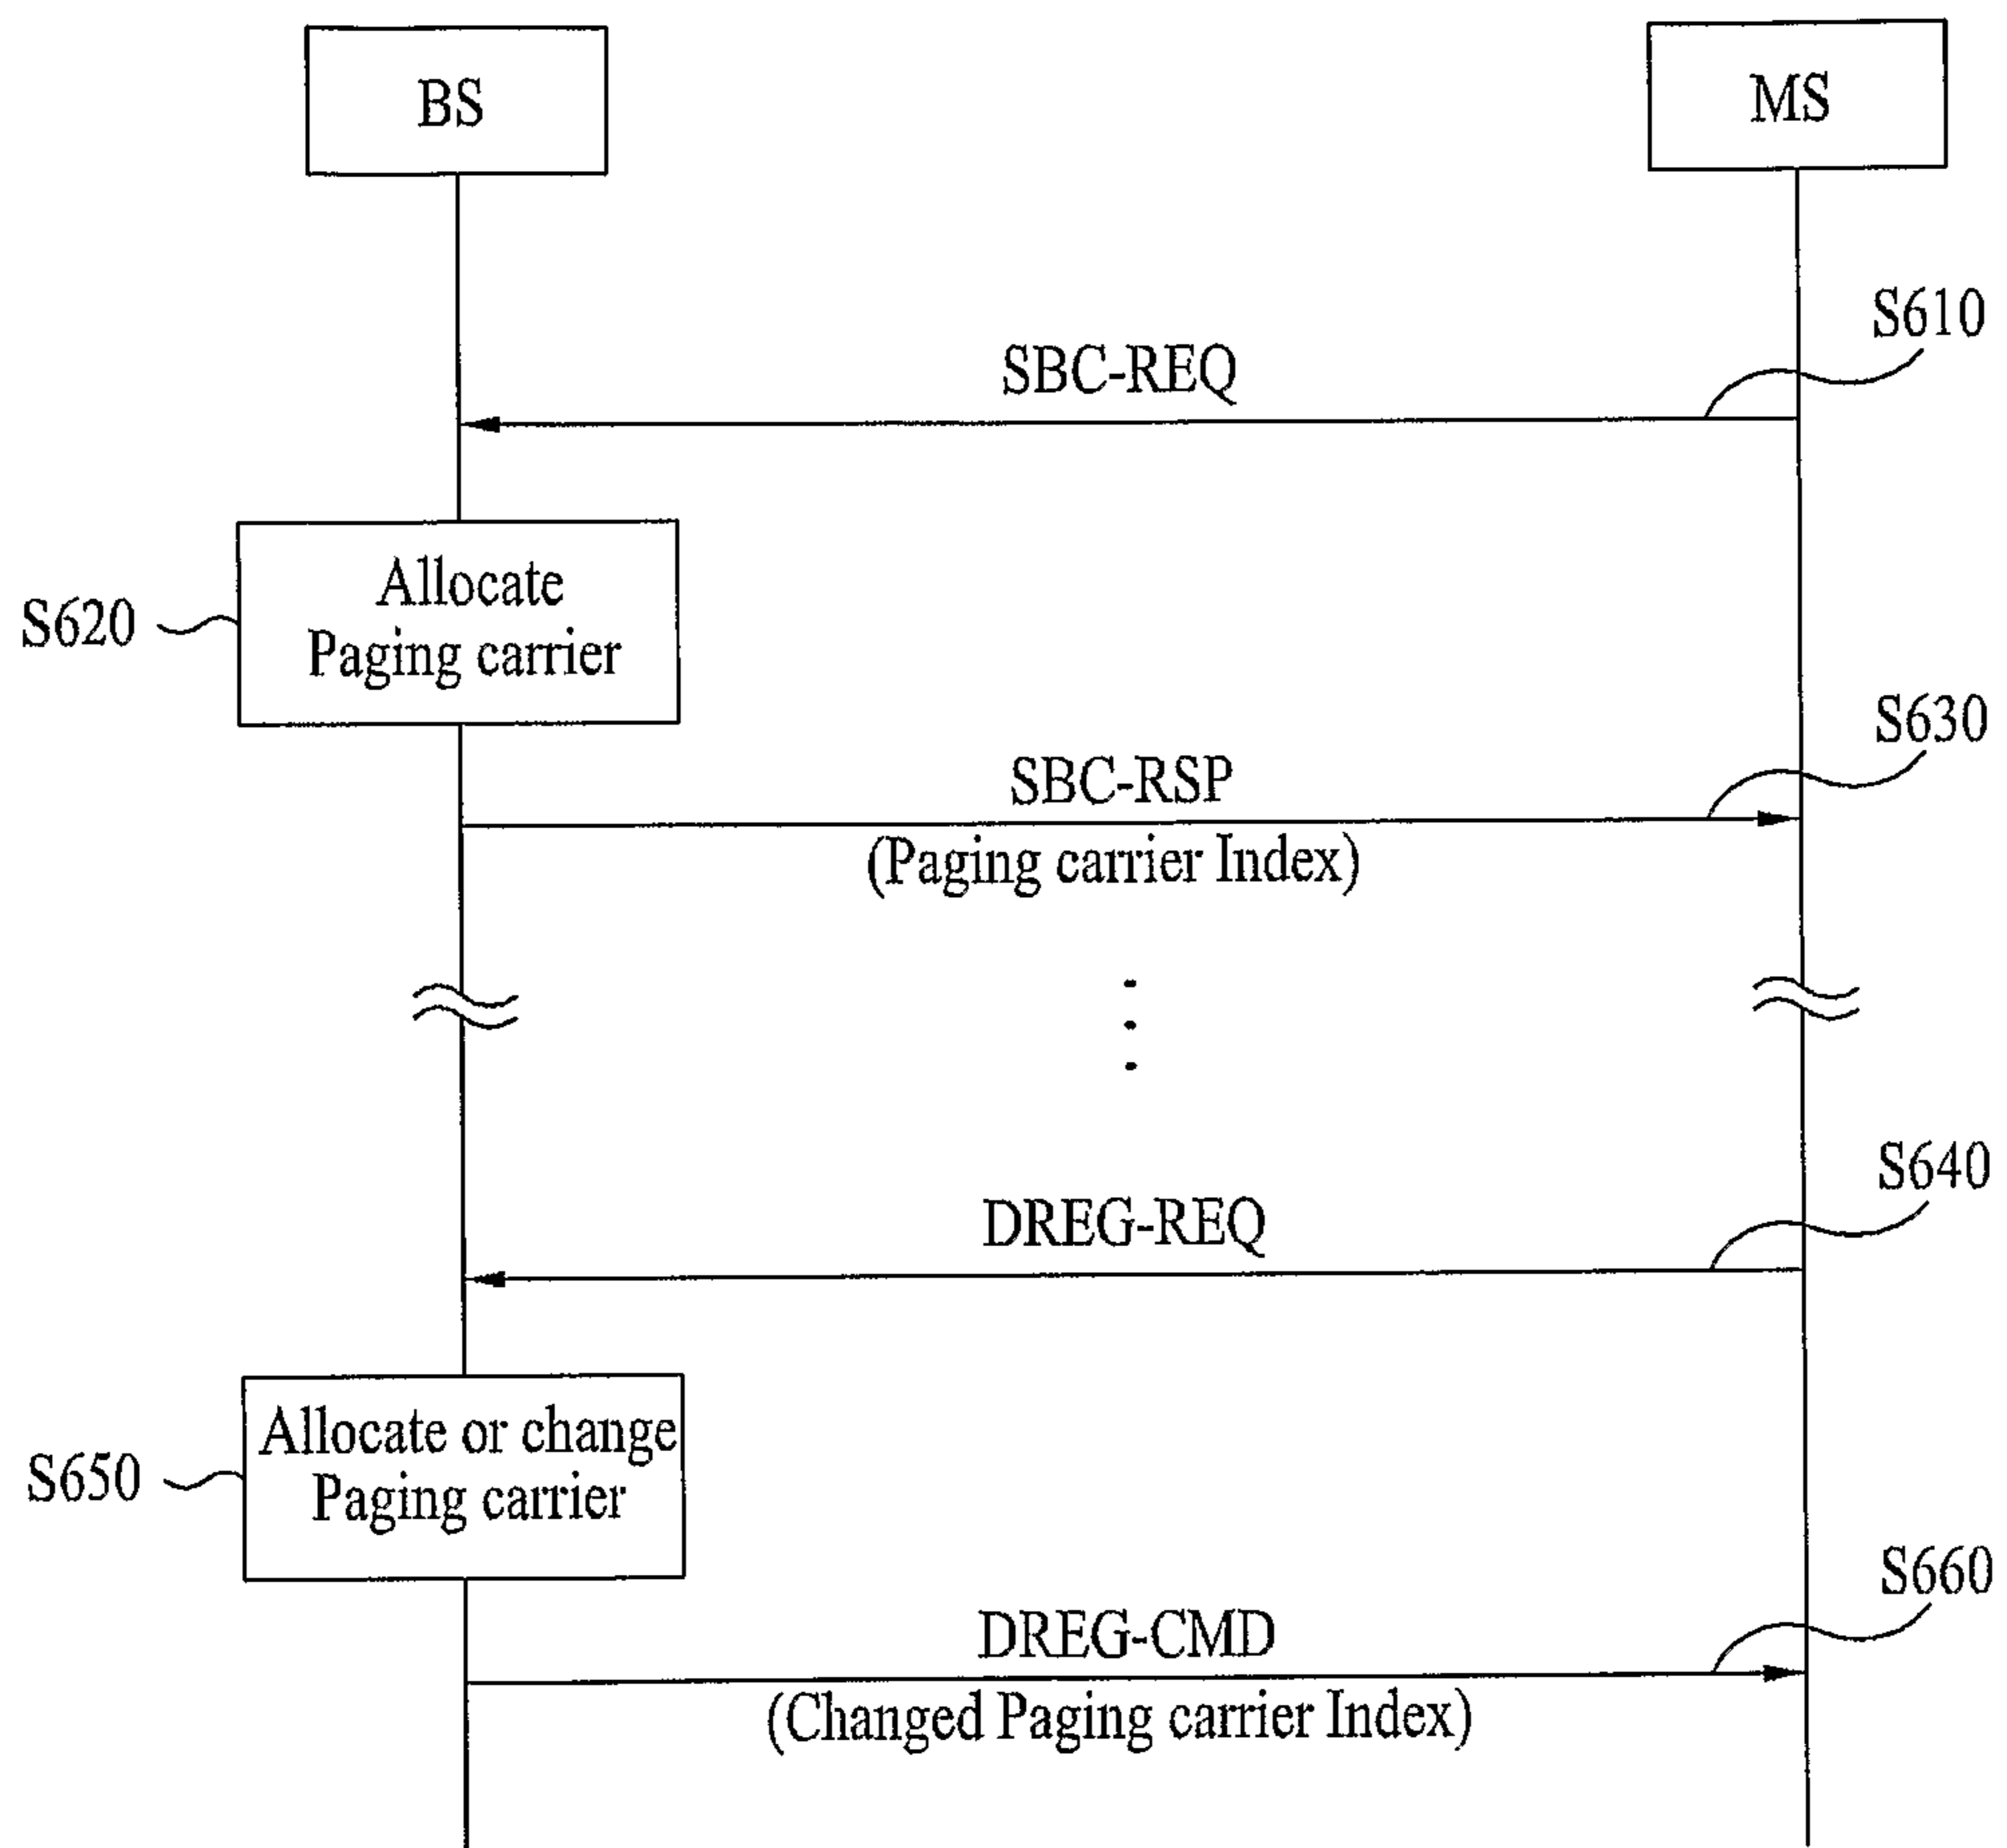 BS
MS
S610
SBC-REQ
Allocate
Paging carrier
S620
S630
SBC-RSP
(Paging carrier Index)
S640
DREG-REQ
Allocate or change
Paging carrier
S650
S660
DREG-CMD
(Changed Paging carrier Index)